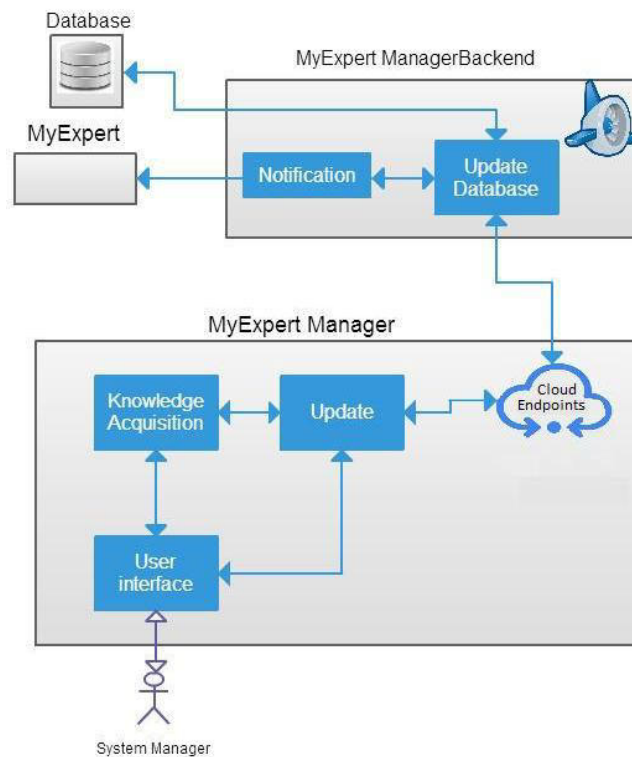 Database
MyExpert ManagerBackend
MyExpert
Notification
Update
Database
MyExpert Manager
Knowledge
Acquisition
Update
Cloud
Endpoints
User
interface
System Manager